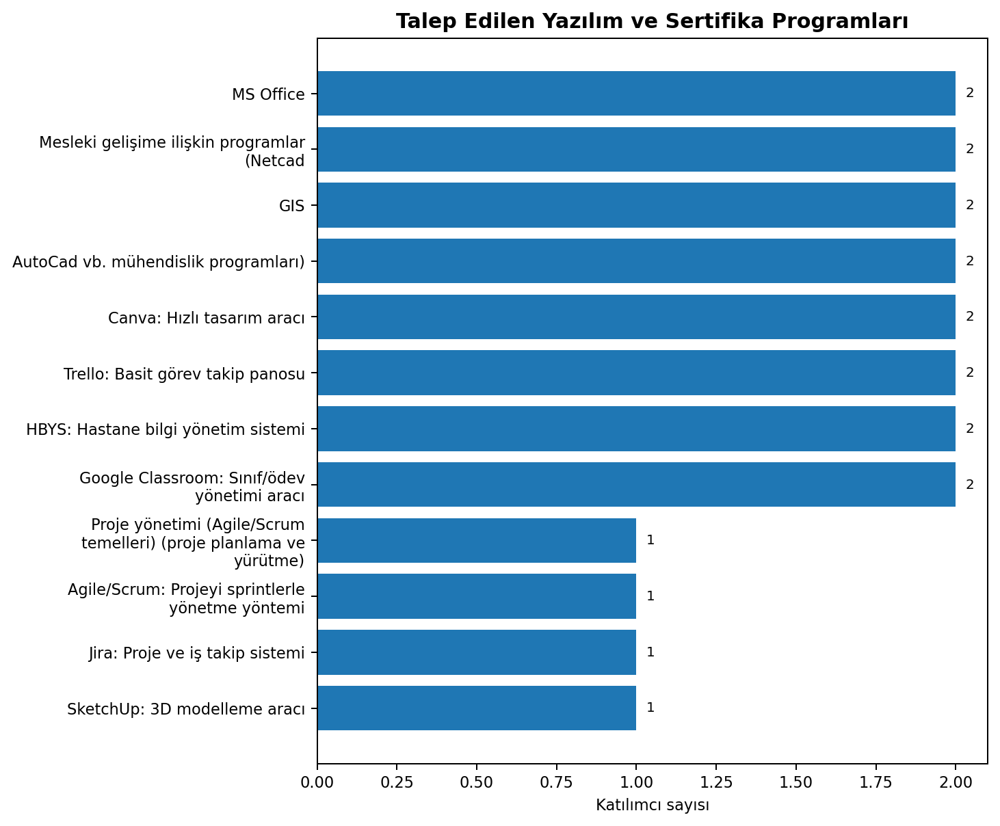 Talep Edilen Yazılım ve Sertifika Programları
MS Office
2
Mesleki gelişime ilişkin programlar
(Netcad
2
GIS
2
AutoCad vb. mühendislik programları)
2
Canva: Hızlı tasarım aracı
2
Trello: Basit görev takip panosu
2
HBYS: Hastane bilgi yönetim sistemi
2
Google Classroom: Sınıf/ödev
yönetimi aracı
2
Proje yönetimi (Agile/Scrum
temelleri) (proje planlama ve
yürütme)
1
Agile/Scrum: Projeyi sprintlerle
yönetme yöntemi
1
Jira: Proje ve iş takip sistemi
1
SketchUp: 3D modelleme aracı
1
0.00 0.25 0.50 0.75 1.00 1.25 1.50 1.75 2.00
Katılımcı sayısı